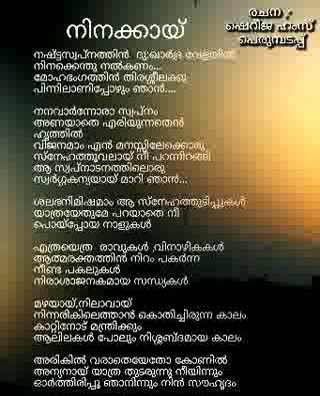 നിനക്കായ്
രചന :
ഷെറീജ ഹംസ്
പെരുമ്പടപ്പ്
നഷ്ട്ടസ്വപ്നത്തിൻ ദു:ഖാർദ്ര വേളയിൽ
നിനക്കെന്തു നൽകണം...
മോഹഭംഗത്തിൻ തിരശ്ശീലക്കു
പിന്നിലാണിപ്പോഴും ഞാൻ....
നനവാർന്നോരാ സ്വപ്നം
അണയാതെ എരിയുന്നതെൻ
ഹൃത്തിൽ
വിജനമാം എൻ മനസ്സിലേക്കൊരു
സ്നേഹത്തൂവലായ് നീ പറന്നിറങ്ങി
ആ സ്വപ്നാടനത്തിലൊരു
സ്വർഗ്ഗകന്യയായ് മാറി ഞാൻ...
ശലഭനിമിഷമാം ആ സ്നേഹത്തുടിപ്പുകൾ
യാത്രയേതുമേ പറയാതെ നീ
പൊയ്പ്പോയ നാളുകൾ
എത്രയെത്ര രാവുകൾ ,വിനാഴികകൾ
ആത്മരക്തത്തിൻ നിറം പകർന്ന
നീണ്ട പകലുകൾ
നിരാശാജനകമായ സന്ധ്യകൾ
മഴയായ്,നിലാവായ്
നിന്നരികിലെത്താൻ കൊതിച്ചിരുന്ന കാലം
കാറ്റിനോട് മന്ത്രിക്കും
ആലിലകൾ പോലും നിശ്ശബ്ദമായ കാലം
അരികിൽ വരാതെയേതോ കോണിൽ
അന്യനായ് യാത്ര തുടരുന്നു നീയിന്നും
ഓർത്തിരിപ്പൂ ഞാനിന്നും നിൻ സൗഹൃദം